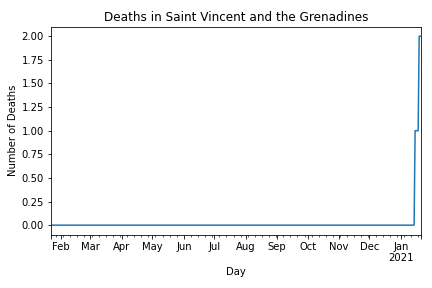 Deaths in Saint Vincent and the Grenadines
2.00
1.75
1.50
1.25
1.00
0.75
0.50
0.25
0.00
Number of Deaths
Feb Mar Apr May Jun Jul Aug Sep Oct Nov Dec Jan
2021
Day